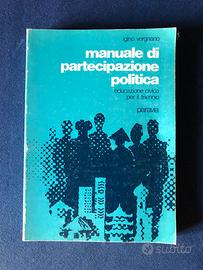 igino vergnano
manuale di
partecipazione
politica
educazione civica
per il triennio
paravia
subito